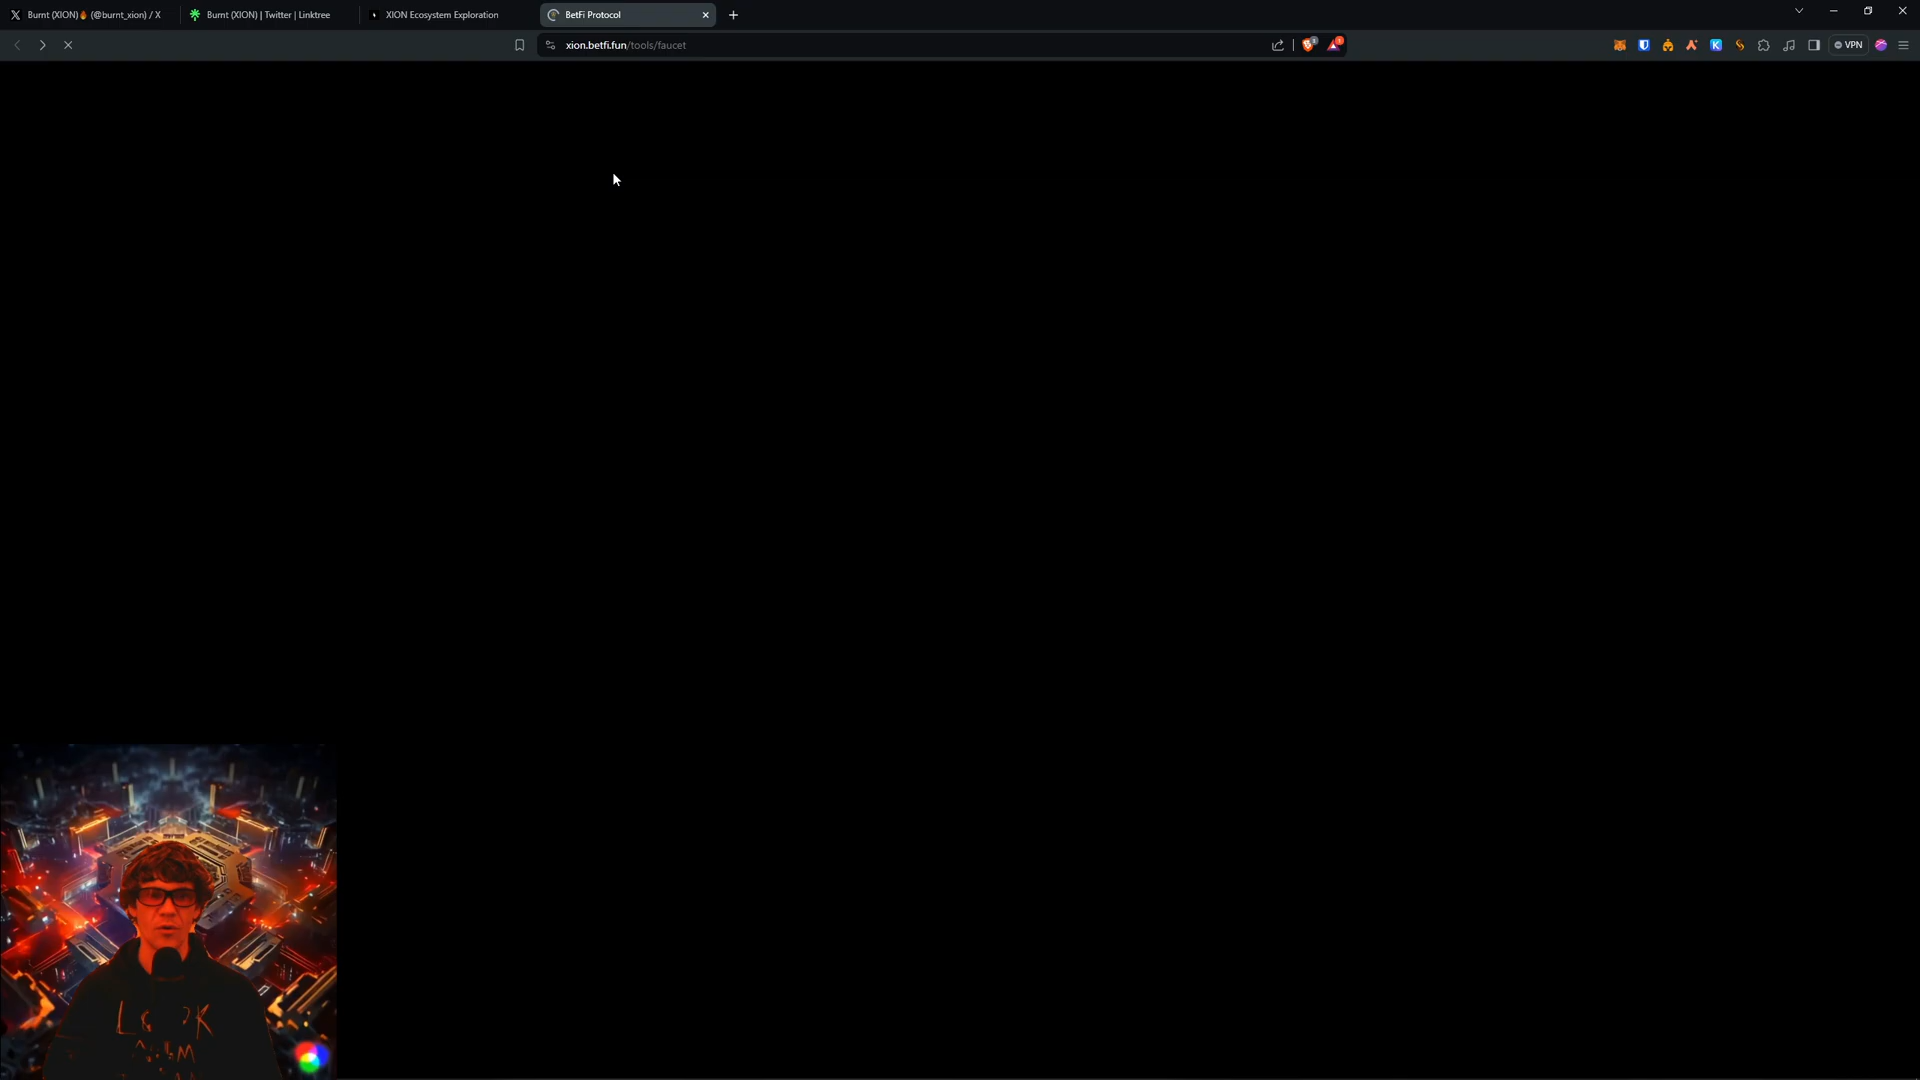 Burnt (XION)🔥 (@burnt_xion) / X
Burnt (XION) | Twitter | Linktree
XION Ecosystem Exploration
BetFi Protocol
xion.betfi.fun/tools/faucet
VPN